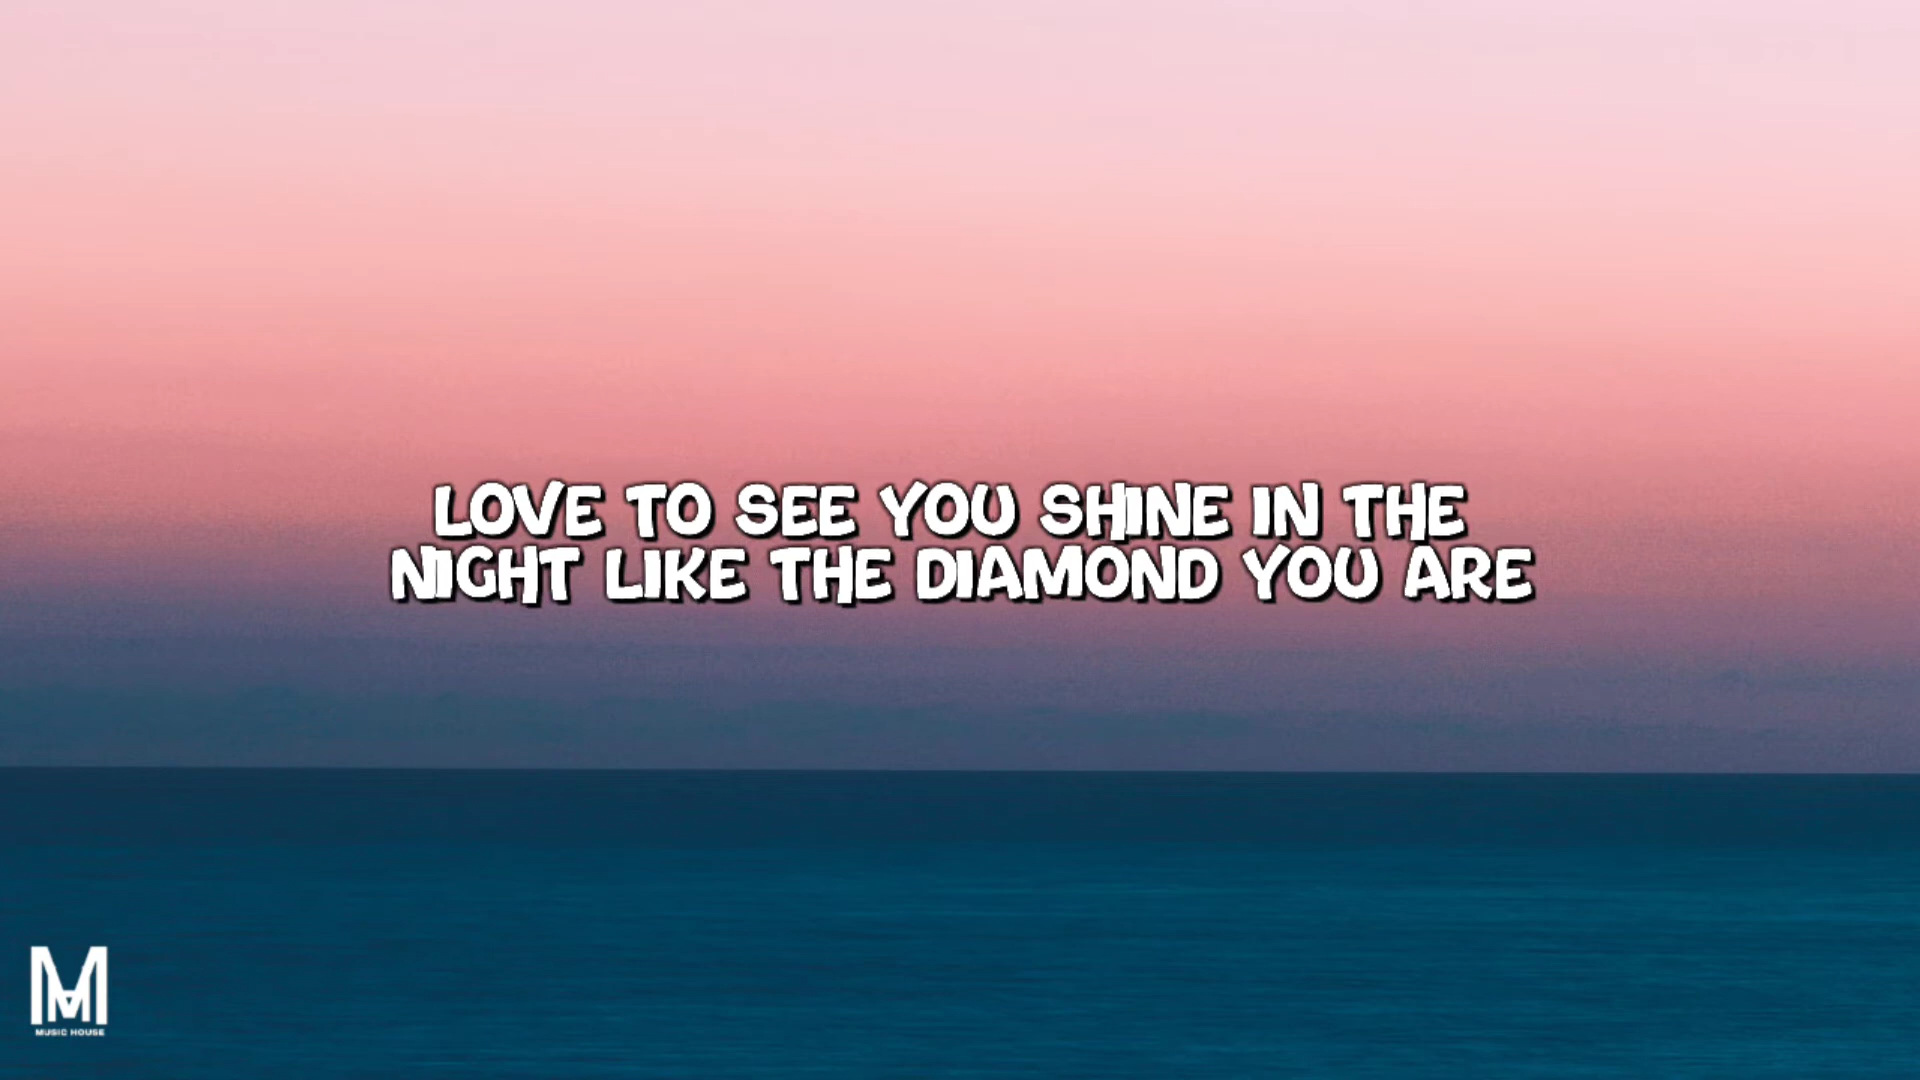 LOVE TO SEE YOU SHINE IN THE
NIGHT LIKE THE DIAMOND YOU ARE
M
MUSIC HOUSE